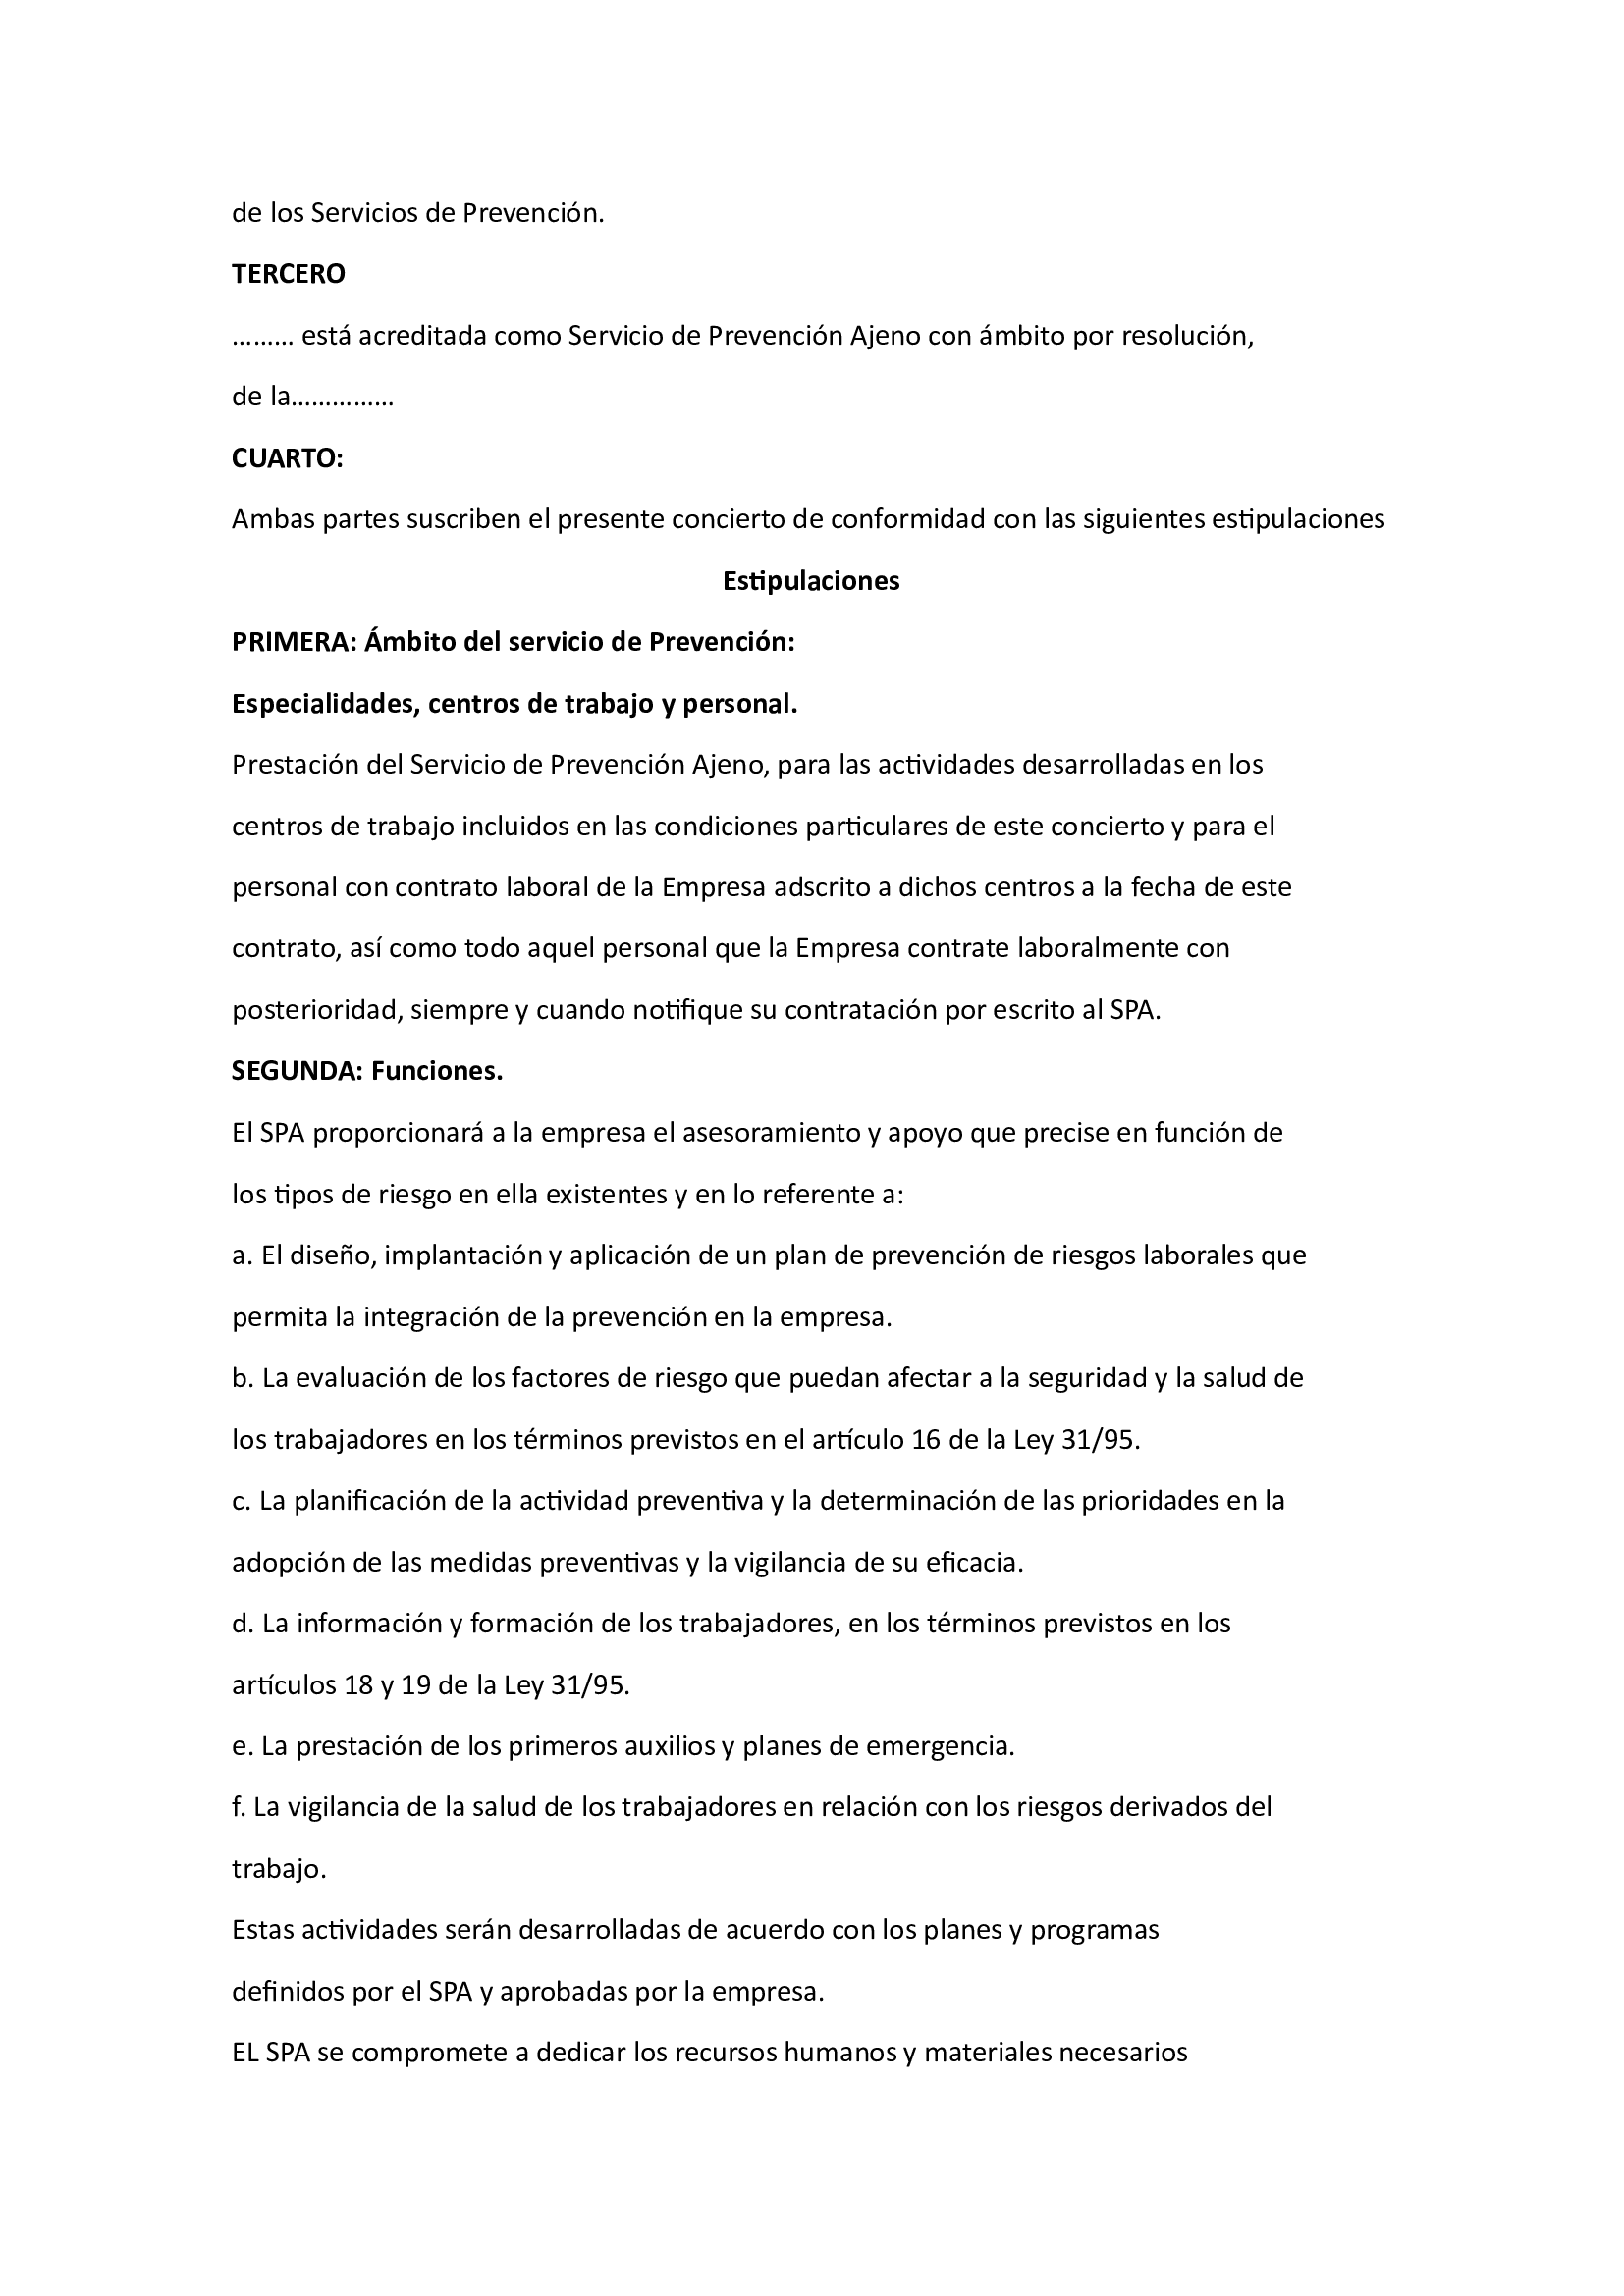 de los Servicios de Prevención.
TERCERO
……… está acreditada como Servicio de Prevención Ajeno con ámbito por resolución,
de la……………
CUARTO:
Ambas partes suscriben el presente concierto de conformidad con las siguientes estipulaciones
Estipulaciones
PRIMERA: Ámbito del servicio de Prevención:
Especialidades, centros de trabajo y personal.
Prestación del Servicio de Prevención Ajeno, para las actividades desarrolladas en los
centros de trabajo incluidos en las condiciones particulares de este concierto y para el
personal con contrato laboral de la Empresa adscrito a dichos centros a la fecha de este
contrato, así como todo aquel personal que la Empresa contrate laboralmente con
posterioridad, siempre y cuando notifique su contratación por escrito al SPA.
SEGUNDA: Funciones.
El SPA proporcionará a la empresa el asesoramiento y apoyo que precise en función de
los tipos de riesgo en ella existentes y en lo referente a:
a. El diseño, implantación y aplicación de un plan de prevención de riesgos laborales que
permita la integración de la prevención en la empresa.
b. La evaluación de los factores de riesgo que puedan afectar a la seguridad y la salud de
los trabajadores en los términos previstos en el artículo 16 de la Ley 31/95.
c. La planificación de la actividad preventiva y la determinación de las prioridades en la
adopción de las medidas preventivas y la vigilancia de su eficacia.
d. La información y formación de los trabajadores, en los términos previstos en los
artículos 18 y 19 de la Ley 31/95.
e. La prestación de los primeros auxilios y planes de emergencia.
f. La vigilancia de la salud de los trabajadores en relación con los riesgos derivados del
trabajo.
Estas actividades serán desarrolladas de acuerdo con los planes y programas
definidos por el SPA y aprobadas por la empresa.
EL SPA se compromete a dedicar los recursos humanos y materiales necesarios